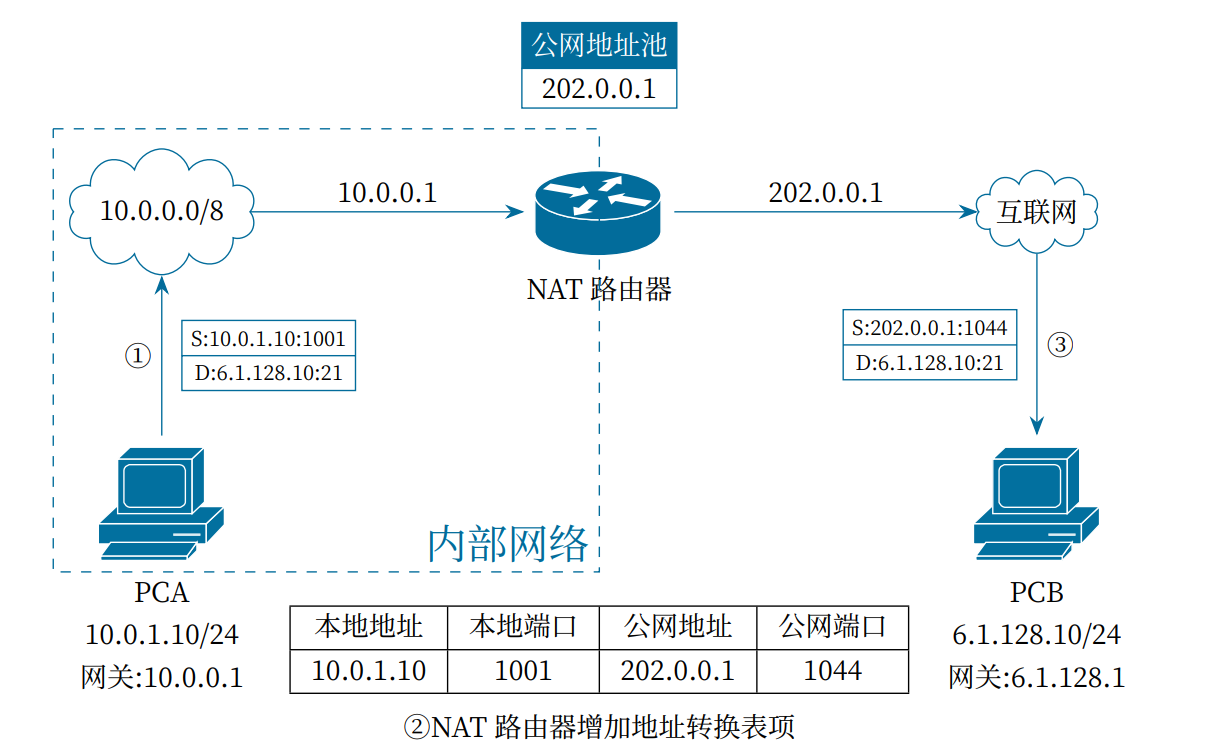 公网地址池
202.0.0.1
10.0.0.0/8
10.0.0.1
202.0.0.1
互联网
NAT 路由器
①
S:10.0.1.10:1001
D:6.1.128.10:21
S:202.0.0.1:1044
D:6.1.128.10:21
③
内部网络
PCA
10.0.1.10/24
网关:10.0.0.1
本地地址 本地端口 公网地址 公网端口
10.0.1.10 1001 202.0.0.1 1044
②NAT 路由器增加地址转换表项
PCB
6.1.128.10/24
网关:6.1.128.1